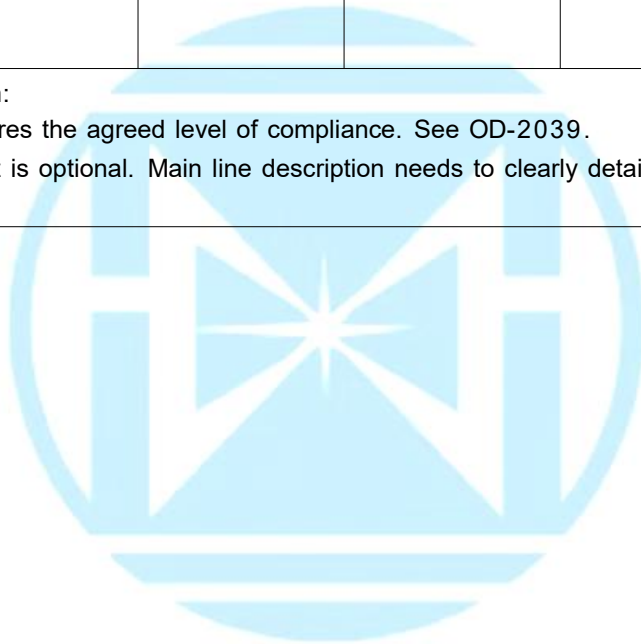 :
res the agreed level of compliance. See OD-2039.
is optional. Main line description needs to clearly detai